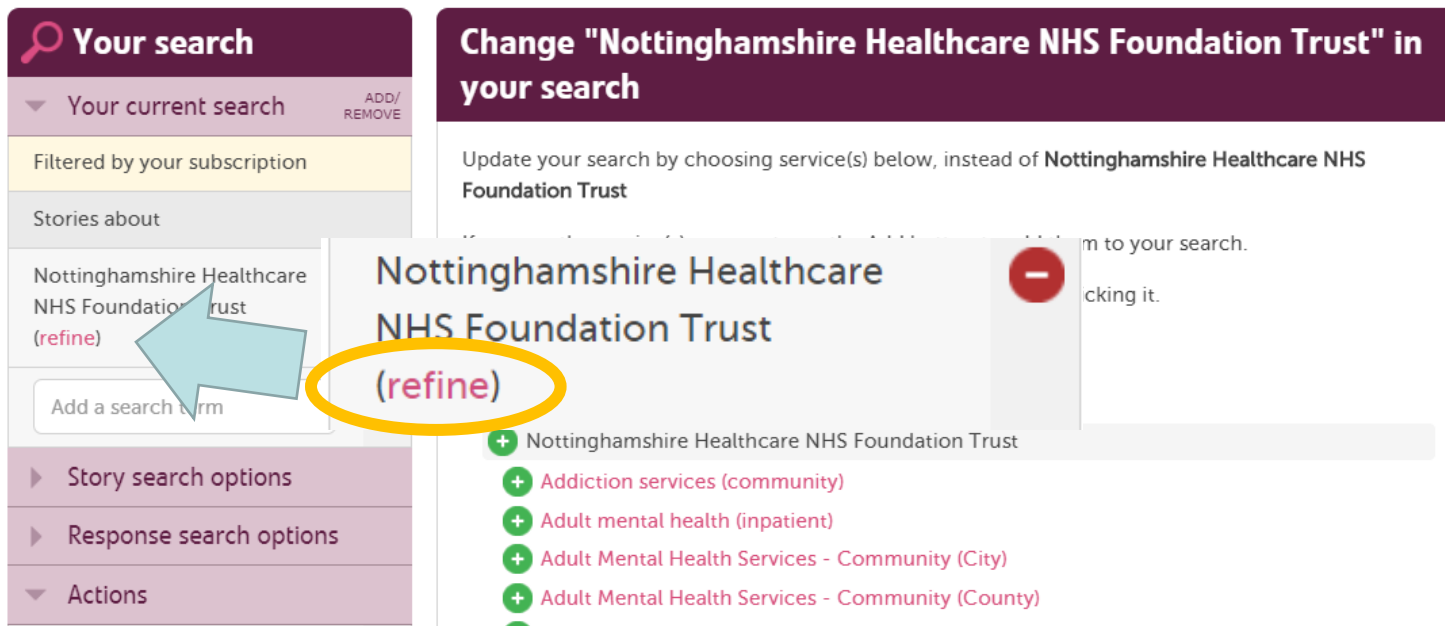 Your search
Your current search
ADD/
REMOVE
Filtered by your subscription
Stories about
Nottinghamshire Healthcare
NHS Foundation
(refine)
Add a search
Story search options
Response search options
Actions
Change "Nottinghamshire Healthcare NHS Foundation Trust" in
your search
Update your search by choosing service(s) below, instead of Nottinghamshire Healthcare NHS
Foundation Trust
to your search.
it.
Nottinghamshire Healthcare
NHS Foundation Trust
(refine)
Nottinghamshire Healthcare NHS Foundation Trust
Addiction services (community)
Adult mental health (inpatient)
Adult Mental Health Services - Community (City)
Adult Mental Health Services - Community (County)